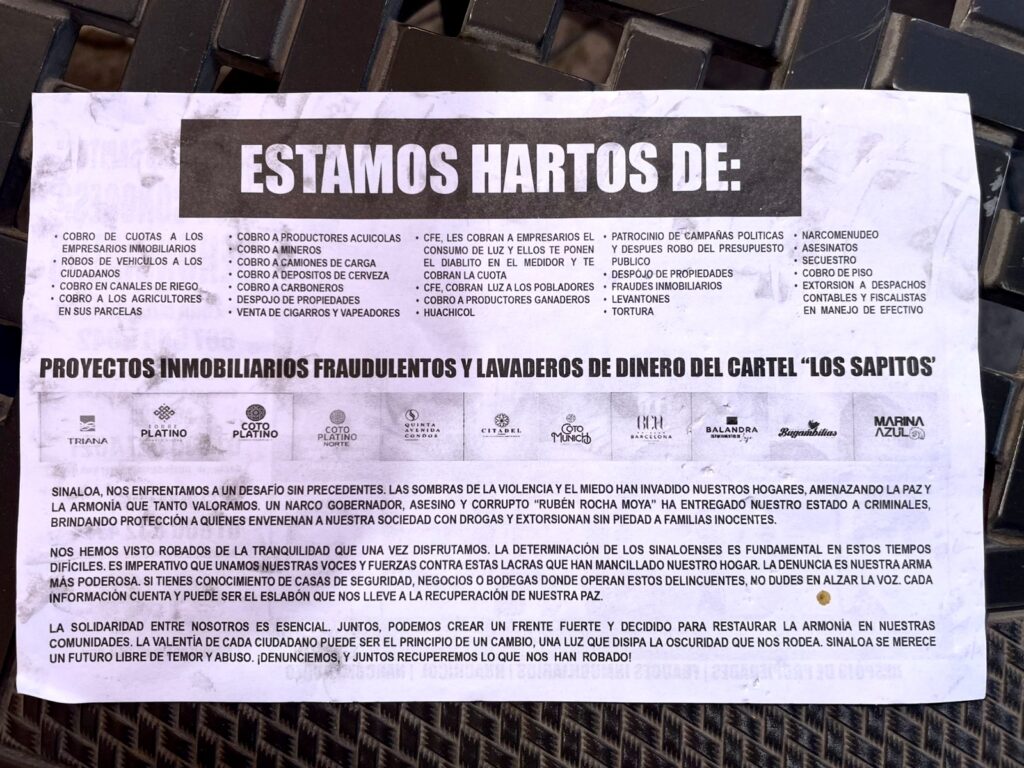 ESTAMOS HARTOS DE:
• COBRO DE CUOTAS A LOS
EMPRESARIOS INMOBILIARIOS
• ROBOS DE VEHICULOS A LOS
CIUDADANOS
• COBRO EN CANALES DE RIEGO
• COBRO A LOS AGRICULTORES
EN SUS PARCELAS
• COBRO A PRODUCTORES ACUICOLAS
• COBRO A MINEROS
• COBRO A CAMIONES DE CARGA
• COBRO A DEPOSITOS DE CERVEZA
• COBRO A CARBONEROS
• DESPOJO DE PROPIEDADES
• VENTA DE CIGARROS Y VAPEADORES
• CFE, LES COBRAN A EMPRESARIOS EL
CONSUMO DE LUZ Y ELLOS TE PONEN
EL DIABLITO EN EL MEDIDOR Y TE
COBRAN LA CUOTA
• CFE, COBRAN LUZ A LOS POBLADORES
• COBRO A PRODUCTORES GANADEROS
• HUACHICOL
• PATROCINIO DE CAMPAÑAS POLITICAS
Y DESPUES ROBO DEL PRESUPUESTO
PUBLICO
• DESPOJO DE PROPIEDADES
• FRAUDES INMOBILIARIOS
• LEVANTONES
• TORTURA
• NARCOMENUDEO
• ASESINATOS
• SECUESTRO
• COBRO DE PISO
• EXTORSION A DESPACHOS
CONTABLES Y FISCALISTAS
EN MANEJO DE EFECTIVO
PROYECTOS INMOBILIARIOS FRAUDULENTOS Y LAVADEROS DE DINERO DEL CARTEL “LOS SAPITOS’
TRIANA
TORRE
PLATINO
COTO
PLATINO
COTO
PLATINO
NORTE
QUINTA
AVENIDA
CONDOS
CITADEL
COTO
MUNICH
BCN
BARCELONA
BALANDRA
Bugambilias
MARINA
AZUL
SINALOA, NOS ENFRENTAMOS A UN DESAFÍO SIN PRECEDENTES. LAS SOMBRAS DE LA VIOLENCIA Y EL MIEDO HAN INVADIDO NUESTROS HOGARES, AMENAZANDO LA PAZ Y
LA ARMONÍA QUE TANTO VALORAMOS. UN NARCO GOBERNADOR, ASESINO Y CORRUPTO “RUBÉN ROCHA MOYA” HA ENTREGADO NUESTRO ESTADO A CRIMINALES,
BRINDANDO PROTECCIÓN A QUIENES ENVENENAN A NUESTRA SOCIEDAD CON DROGAS Y EXTORSIONAN SIN PIEDAD A FAMILIAS INOCENTES.
NOS HEMOS VISTO ROBADOS DE LA TRANQUILIDAD QUE UNA VEZ DISFRUTAMOS. LA DETERMINACIÓN DE LOS SINALOENSES ES FUNDAMENTAL EN ESTOS TIEMPOS
DIFÍCILES. ES IMPERATIVO QUE UNAMOS NUESTRAS VOCES Y FUERZAS CONTRA ESTAS LACRAS QUE HAN MANCILLADO NUESTRO HOGAR. LA DENUNCIA ES NUESTRA ARMA
MÁS PODEROSA. SI TIENES CONOCIMIENTO DE CASAS DE SEGURIDAD, NEGOCIOS O BODEGAS DONDE OPERAN ESTOS DELINCUENTES, NO DUDES EN ALZAR LA VOZ. CADA
INFORMACIÓN CUENTA Y PUEDE SER EL ESLABÓN QUE NOS LLEVE A LA RECUPERACIÓN DE NUESTRA PAZ.
LA SOLIDARIDAD ENTRE NOSOTROS ES ESENCIAL. JUNTOS, PODEMOS CREAR UN FRENTE FUERTE Y DECIDIDO PARA RESTAURAR LA ARMONÍA EN NUESTRAS
COMUNIDADES. LA VALENTÍA DE CADA CIUDADANO PUEDE SER EL PRINCIPIO DE UN CAMBIO, UNA LUZ QUE DISIPA LA OSCURIDAD QUE NOS RODEA. SINALOA SE MERECE
UN FUTURO LIBRE DE TEMOR Y ABUSO. ¡DENUNCIEMOS, Y JUNTOS RECUPEREMOS LO QUE NOS HAN ROBADO!